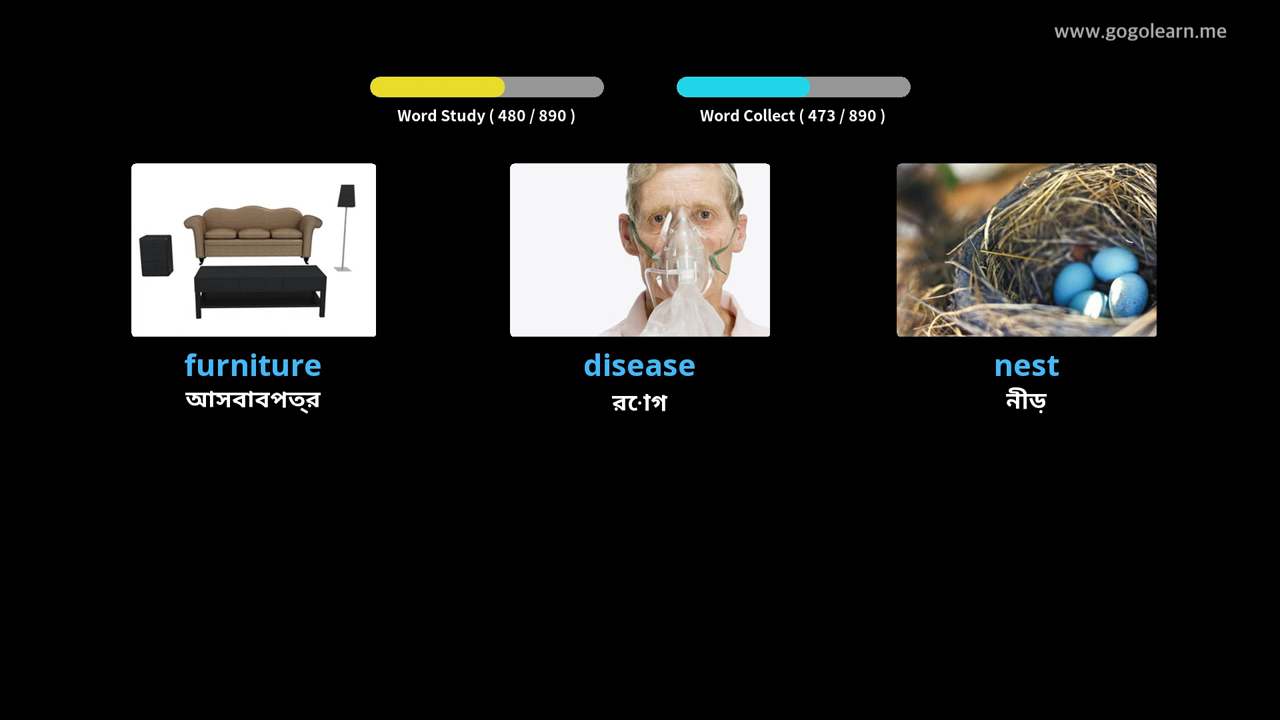 www.gogolearn.me
Word Study ( 480 / 890 )
Word Collect ( 473 / 890 )
furniture
disease
nest
আসবাবপত্র
রোগ
নীড়